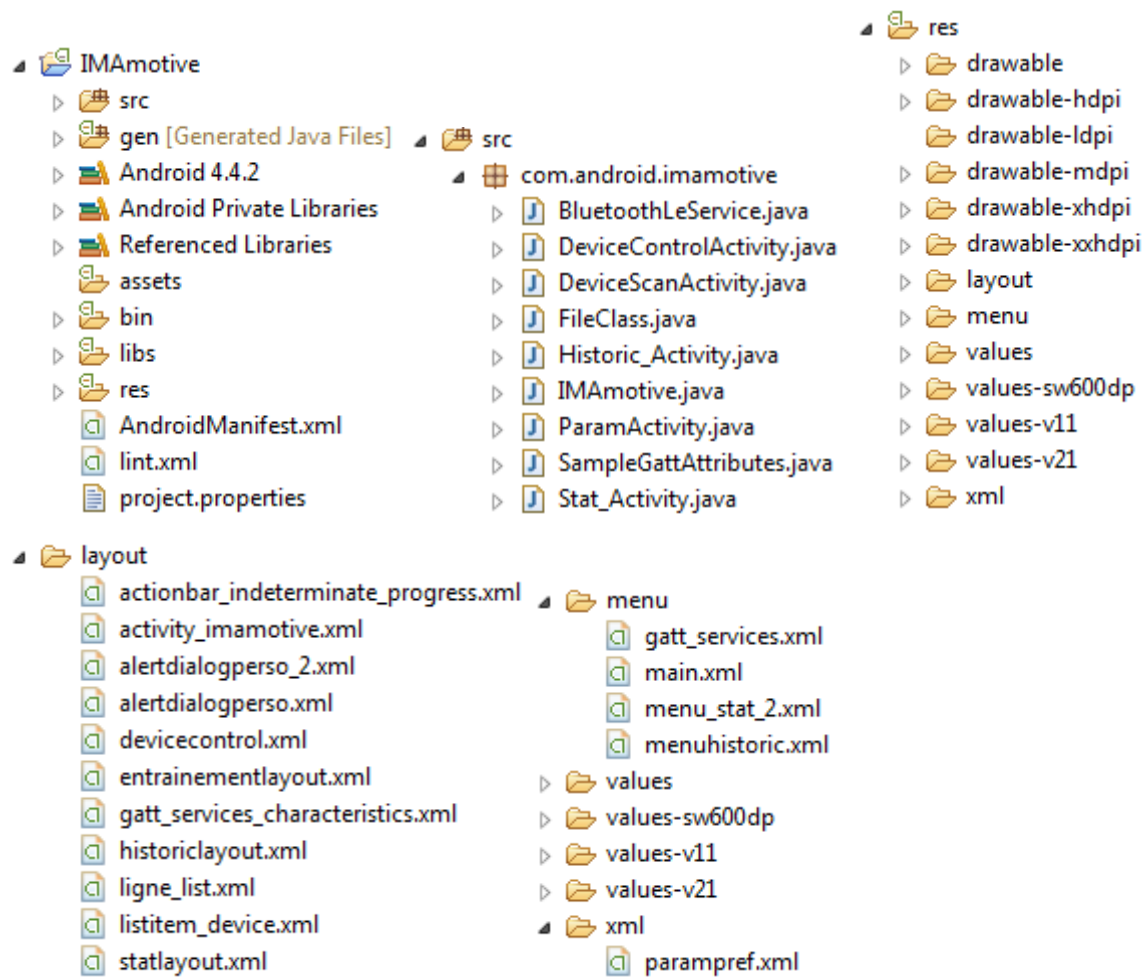 IMAmotive
src
gen [Generated Java Files]
Android 4.4.2
Android Private Libraries
Referenced Libraries
assets
bin
libs
res
AndroidManifest.xml
lint.xml
project.properties
src
com.android.imamotive
BluetoothLeService.java
DeviceControlActivity.java
DeviceScanActivity.java
FileClass.java
Historic_Activity.java
IMAmotive.java
ParamActivity.java
SampleGattAttributes.java
Stat_Activity.java
res
drawable
drawable-hdpi
drawable-ldpi
drawable-mdpi
drawable-xhdpi
drawable-xxhdpi
layout
menu
values
values-sw600dp
values-v11
values-v21
xml
layout
actionbar_indeterminate_progress.xml
activity_imamotive.xml
alertdialogperso_2.xml
alertdialogperso.xml
devicecontrol.xml
entrainementlayout.xml
gatt_services_characteristics.xml
historiclayout.xml
ligne_list.xml
listitem_device.xml
statlayout.xml
menu
gatt_services.xml
main.xml
menu_stat_2.xml
menuhistoric.xml
values
values-sw600dp
values-v11
values-v21
xml
parampref.xml